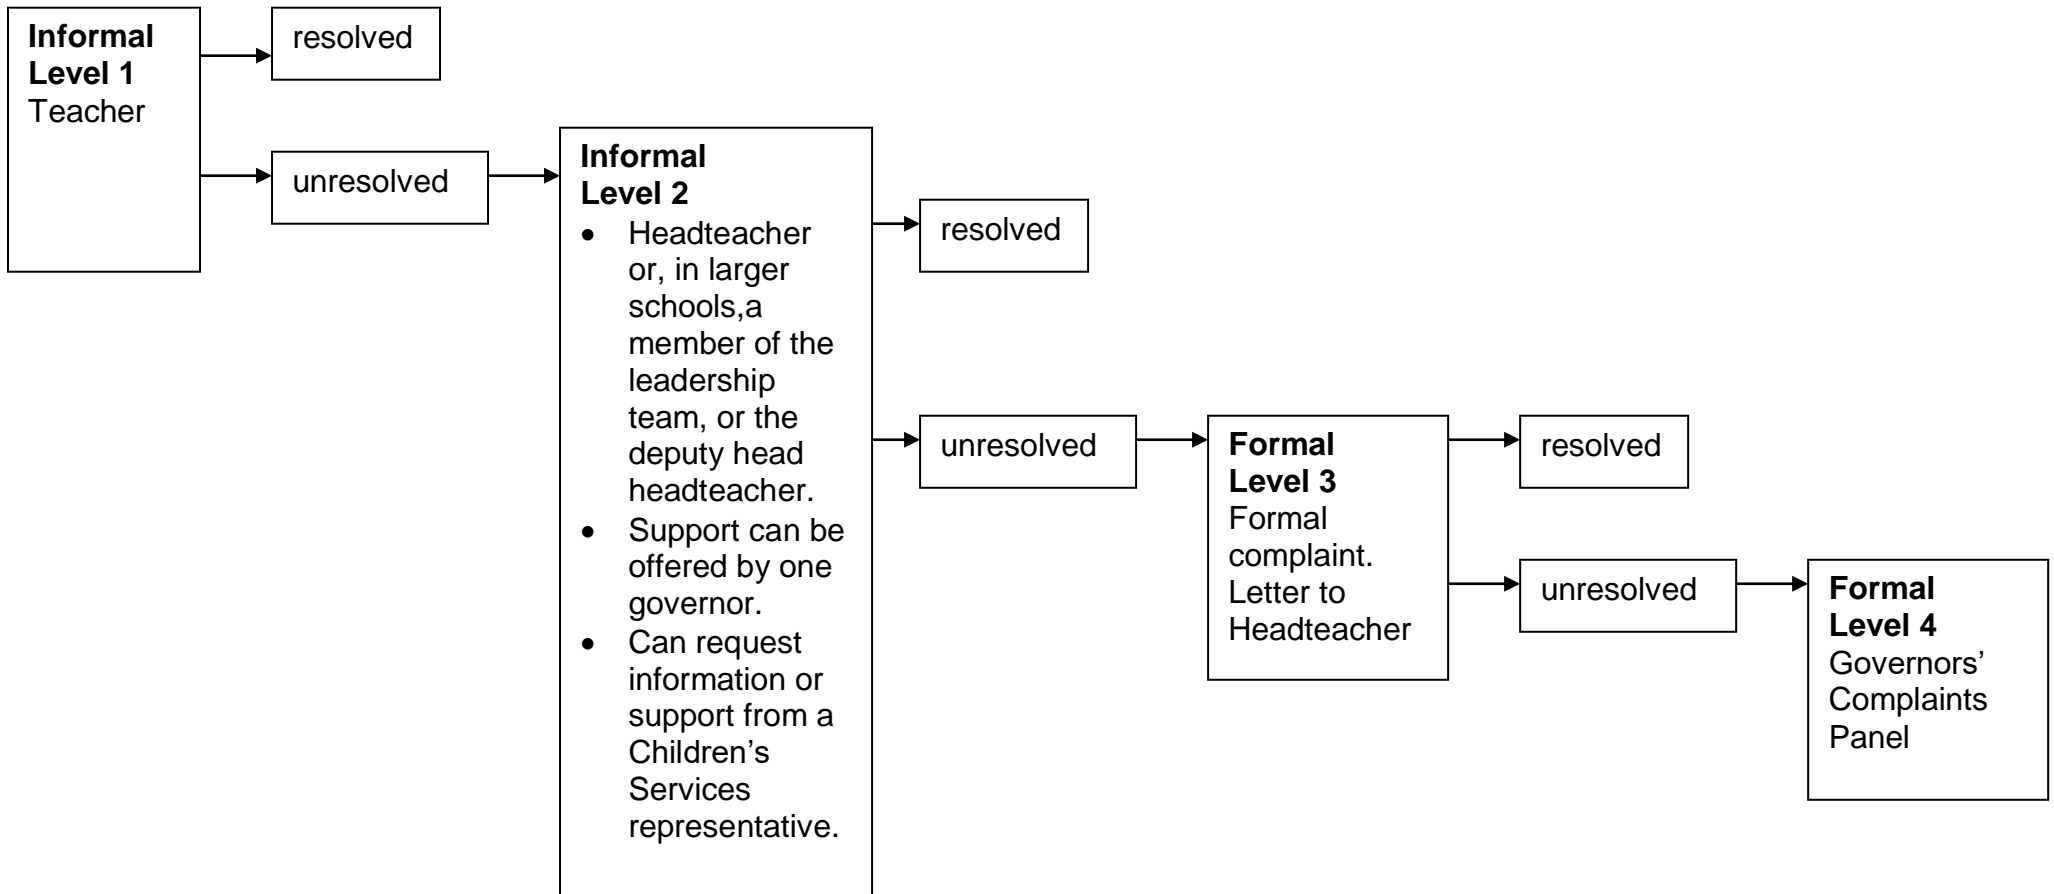 Informal
Level 1
Teacher
resolved
unresolved
Informal
Level 2
• Headteacher
or, in larger
schools,a
member of the
leadership
team, or the
deputy head
headteacher.
• Support can be
offered by one
governor.
• Can request
information or
support from a
Children’s
Services
representative.
resolved
unresolved
Formal
Level 3
Formal
complaint.
Letter to
Headteacher
resolved
unresolved
Formal
Level 4
Governors’
Complaints
Panel